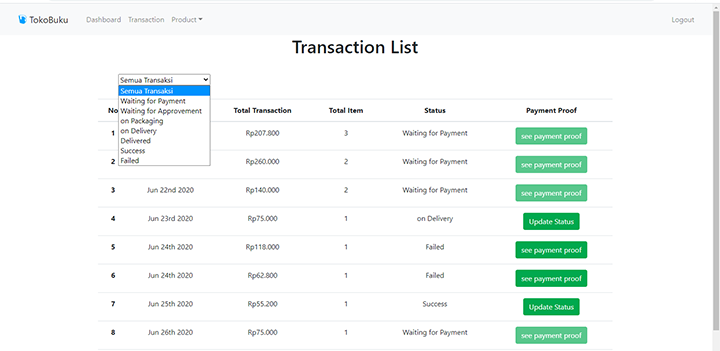 TokoBuku Dashboard Transaction Product Logout
Transaction List
Semua Transaksi
Semua Transaksi
Waiting for Payment
Waiting for Approvement
on Packaging
on Delivery
Delivered
Success
Failed
No Total Transaction Total Item Status Payment Proof
1 Rp207.800 3 Waiting for Payment see payment proof
2 Rp260.000 2 Waiting for Payment see payment proof
3 Jun 22nd 2020 Rp140.000 2 Waiting for Payment see payment proof
4 Jun 23rd 2020 Rp75.000 1 on Delivery Update Status
5 Jun 24th 2020 Rp118.000 1 Failed see payment proof
6 Jun 24th 2020 Rp62.800 1 Failed see payment proof
7 Jun 25th 2020 Rp55.200 1 Success Update Status
8 Jun 26th 2020 Rp75.000 1 Waiting for Payment see payment proof